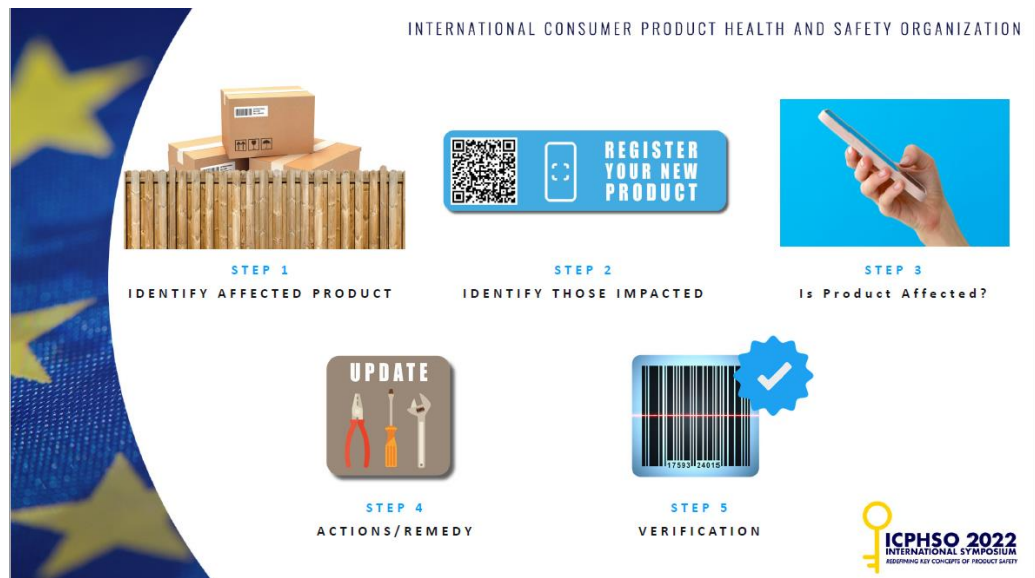 INTERNATIONAL CONSUMER PRODUCT HEALTH AND SAFETY ORGANIZATION
REGISTER
YOUR NEW
PRODUCT
STEP 1
IDENTIFY AFFECTED PRODUCT
STEP 2
IDENTIFY THOSE IMPACTED
STEP 3
Is Product Affected?
UPDATE
17593 24015
STEP 4
ACTIONS/REMEDY
STEP 5
VERIFICATION
ICPHSO 2022
INTERNATIONAL SYMPOSIUM
REDEFINING KEY CONCEPTS OF PRODUCT SAFETY